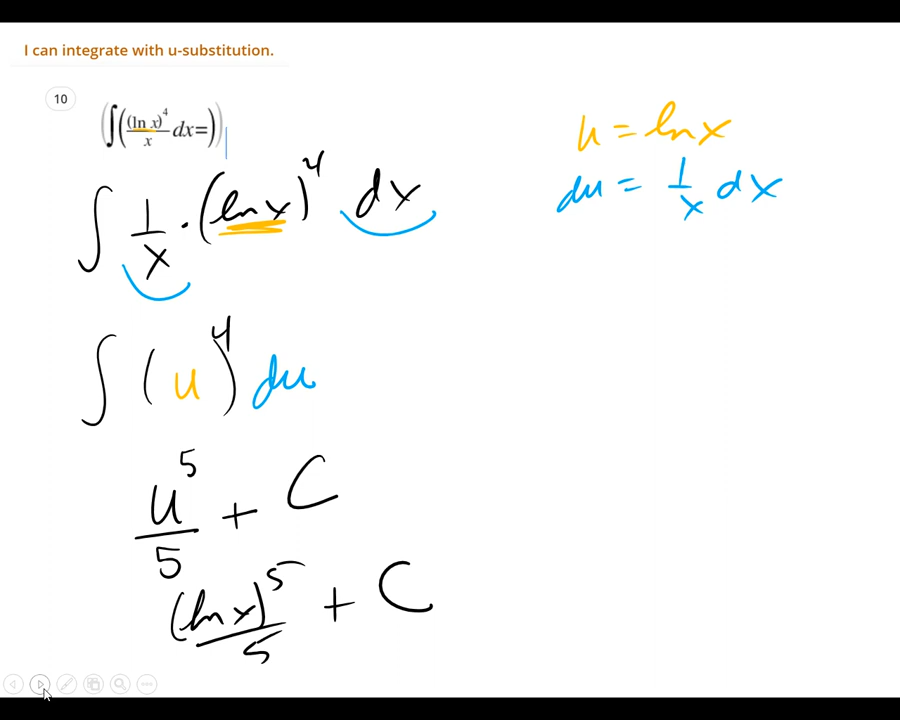 I can integrate with u-substitution.
10
(∫((ln x)^4/x dx=))
u = ln x
du = 1/x dx
∫ 1/x · (ln x)^4 dx
∫ (u)^4 du
u^5/5 + C
(ln x)^5/5 + C